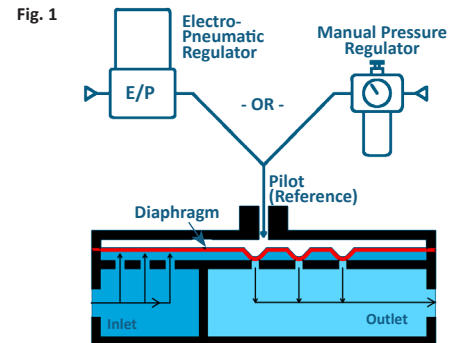 Fig. 1
Electro-
Pneumatic
Regulator
Manual Pressure
Regulator
E/P
- OR -
Pilot
(Reference)
Diaphragm
Inlet
Outlet